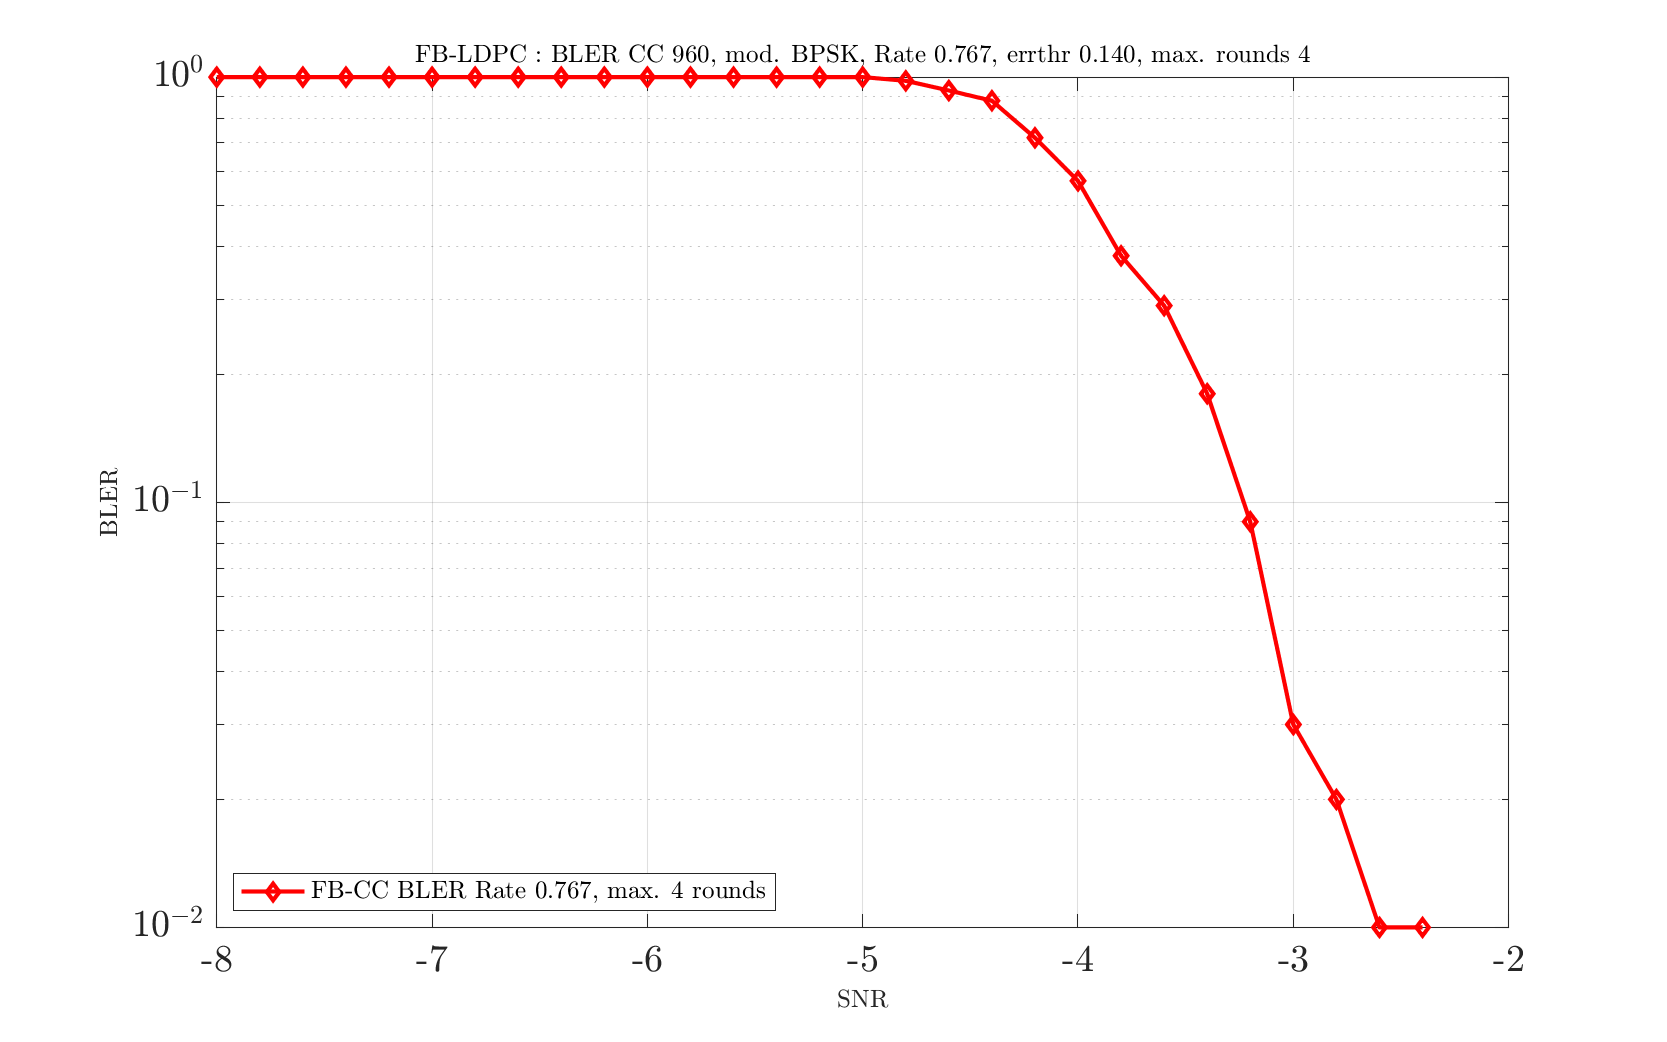 FB-LDPC : BLER CC 960, mod. BPSK, Rate 0.767, errthr 0.140, max. rounds 4
10^0
10^{-1}
10^{-2}
BLER
FB-CC BLER Rate 0.767, max. 4 rounds
-8 -7 -6 -5 -4 -3 -2
SNR